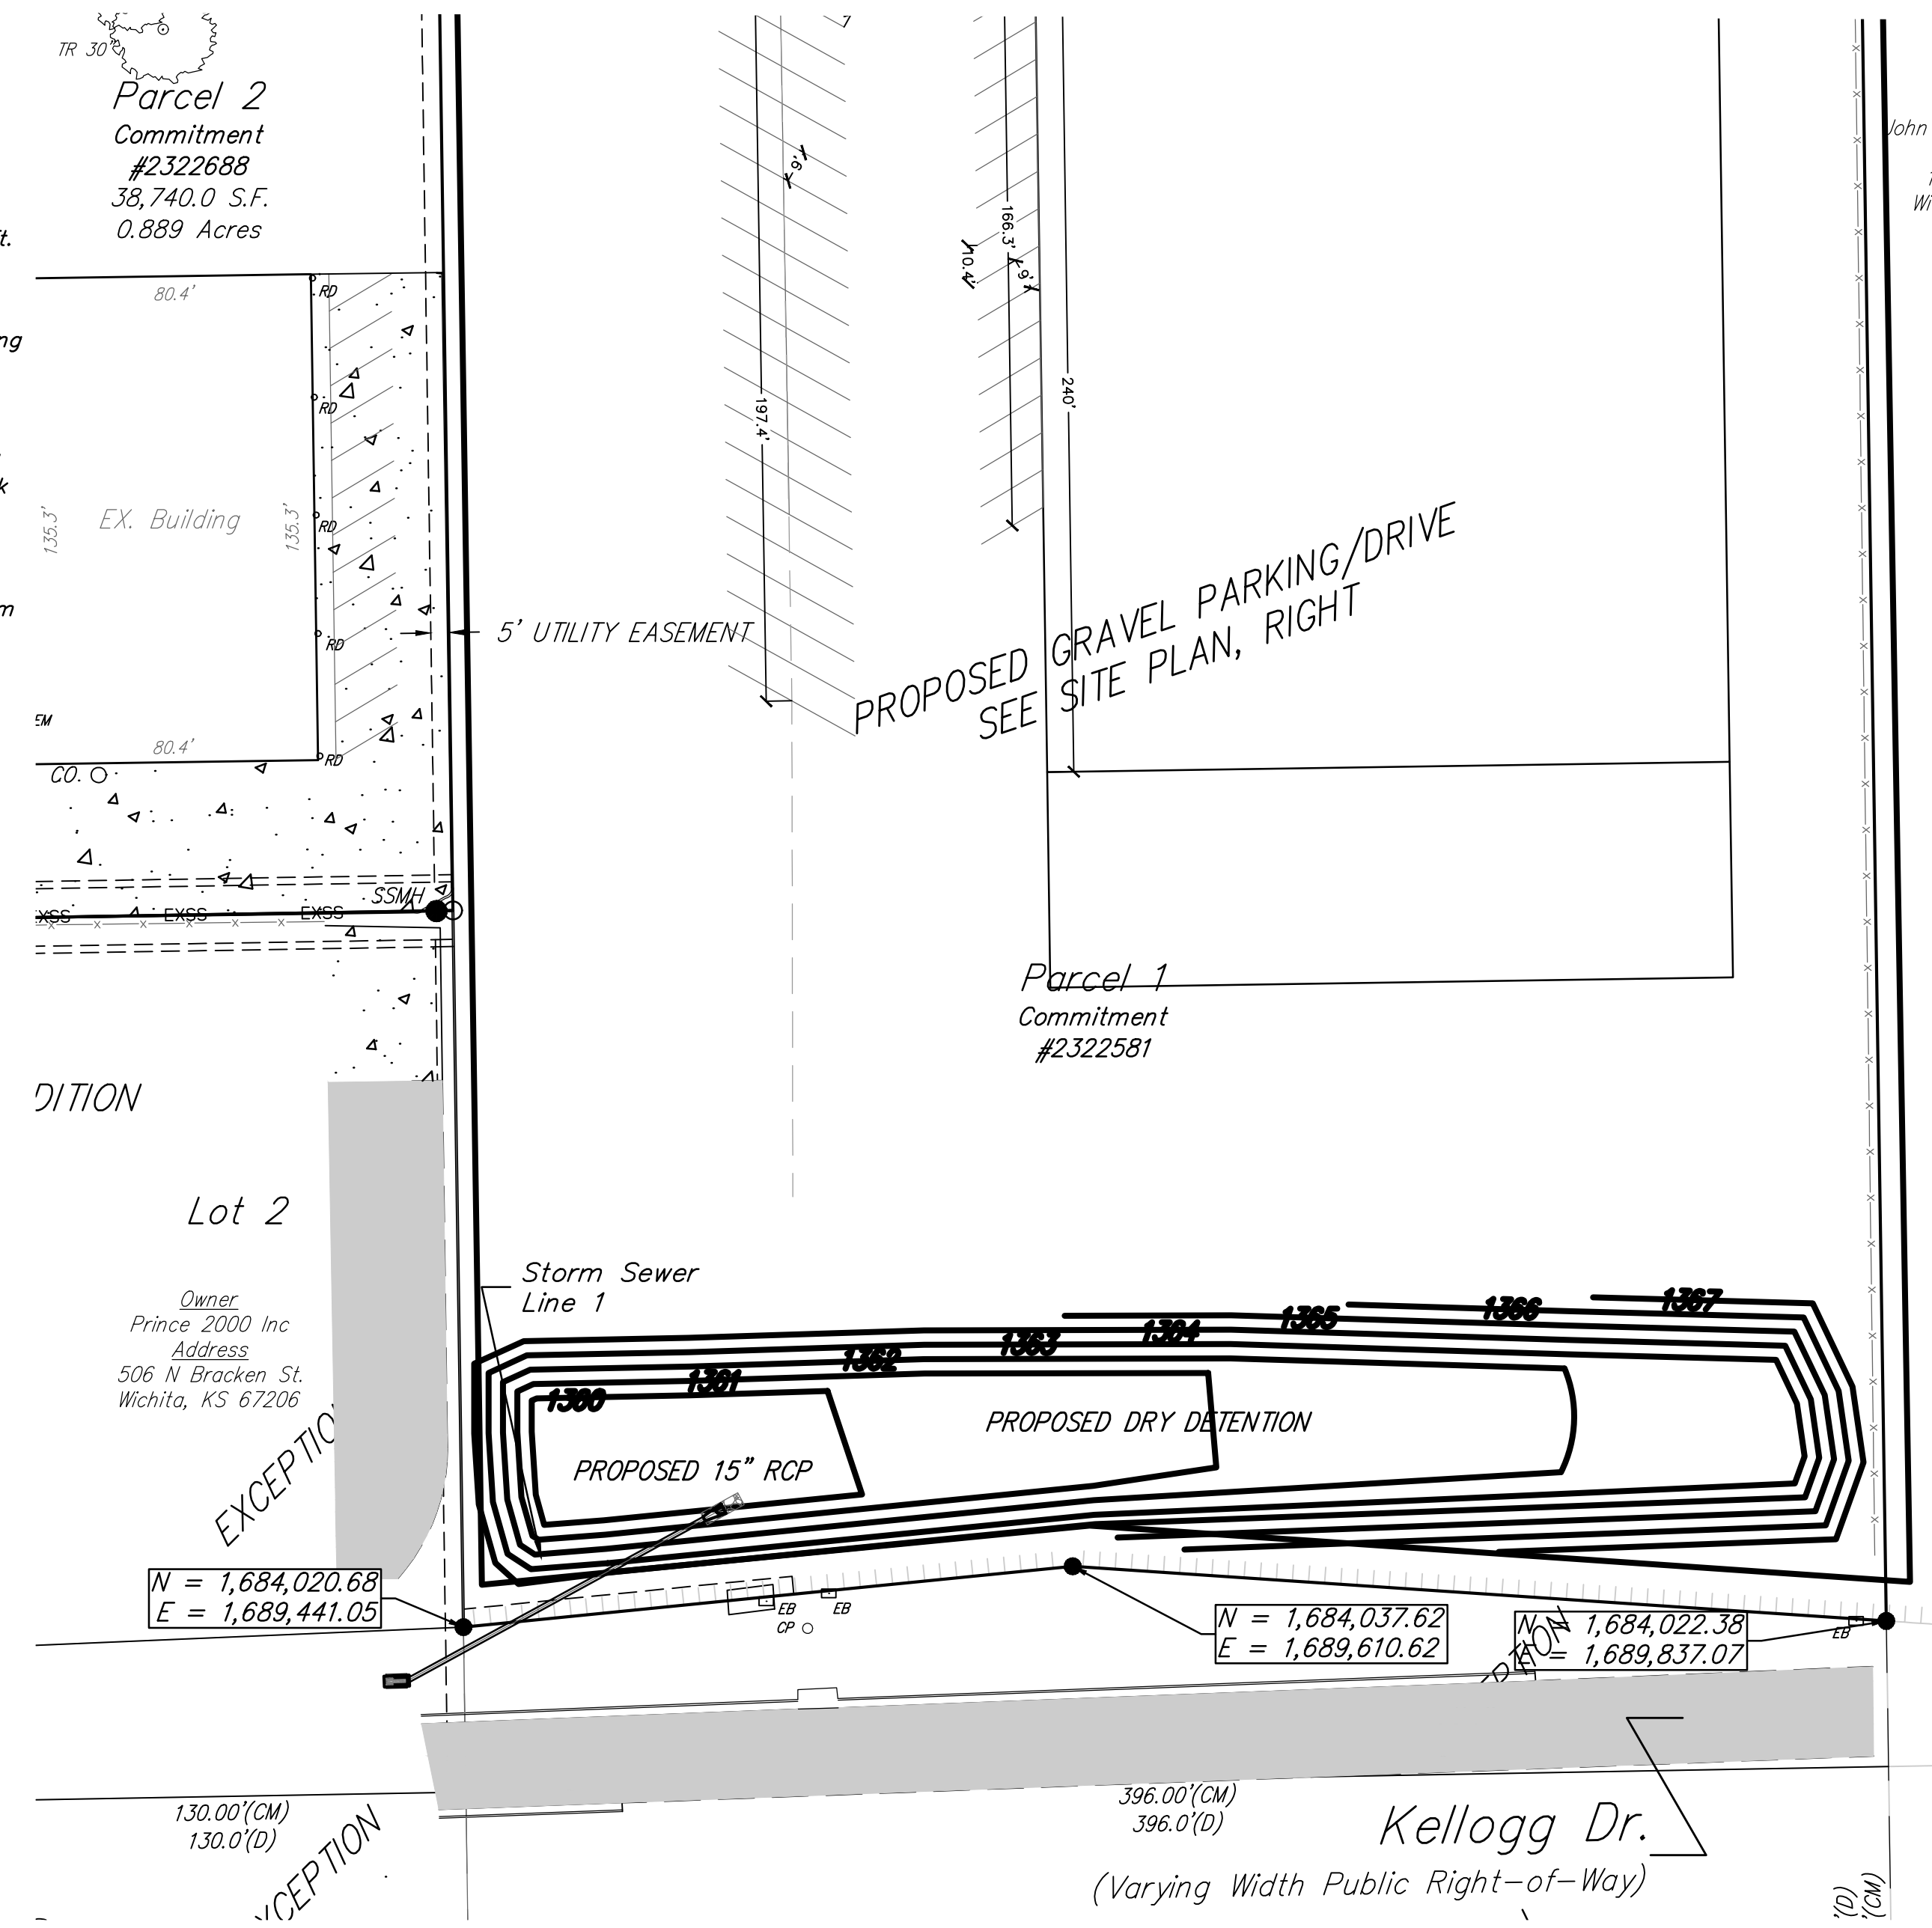 TR 30"
Parcel 2
Commitment
#2322688
38,740.0 S.F.
0.889 Acres
80.4'
RD
RD
EX. Building
135.3'
135.3'
RD
RD
80.4'
RD
CO.
SSMH
EXSS
EXSS
5' UTILITY EASEMENT
9'
197.4'
166.3'
10.4'
9'
240'
John
PROPOSED GRAVEL PARKING/DRIVE
SEE SITE PLAN, RIGHT
Parcel 1
Commitment
#2322581
DITION
Lot 2
Owner
Prince 2000 Inc
Address
506 N Bracken St.
Wichita, KS 67206
EXCEPTIO
Storm Sewer
Line 1
1360
1361
1362
1363
1364
1365
1366
1367
PROPOSED DRY DETENTION
PROPOSED 15" RCP
N = 1,684,020.68
E = 1,689,441.05
EB
EB
CP
N = 1,684,037.62
E = 1,689,610.62
N = 1,684,022.38
E = 1,689,837.07
EB
130.00'(CM)
130.0'(D)
396.00'(CM)
396.0'(D)
Kellogg Dr.
(Varying Width Public Right-of-Way)
XCEPTION
'(D)
'(CM)